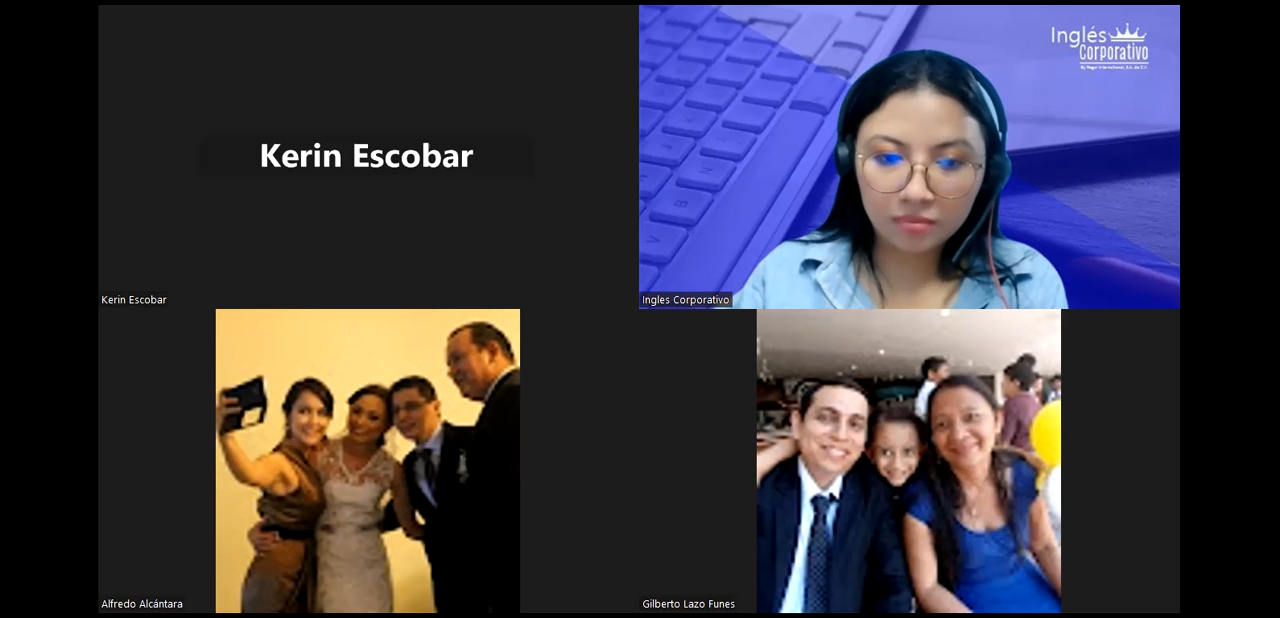 Kerin Escobar
Inglés
Corporativo
Kerin Escobar
Ingles Corporativo
Alfredo Alcántara
Gilberto Lazo Funes